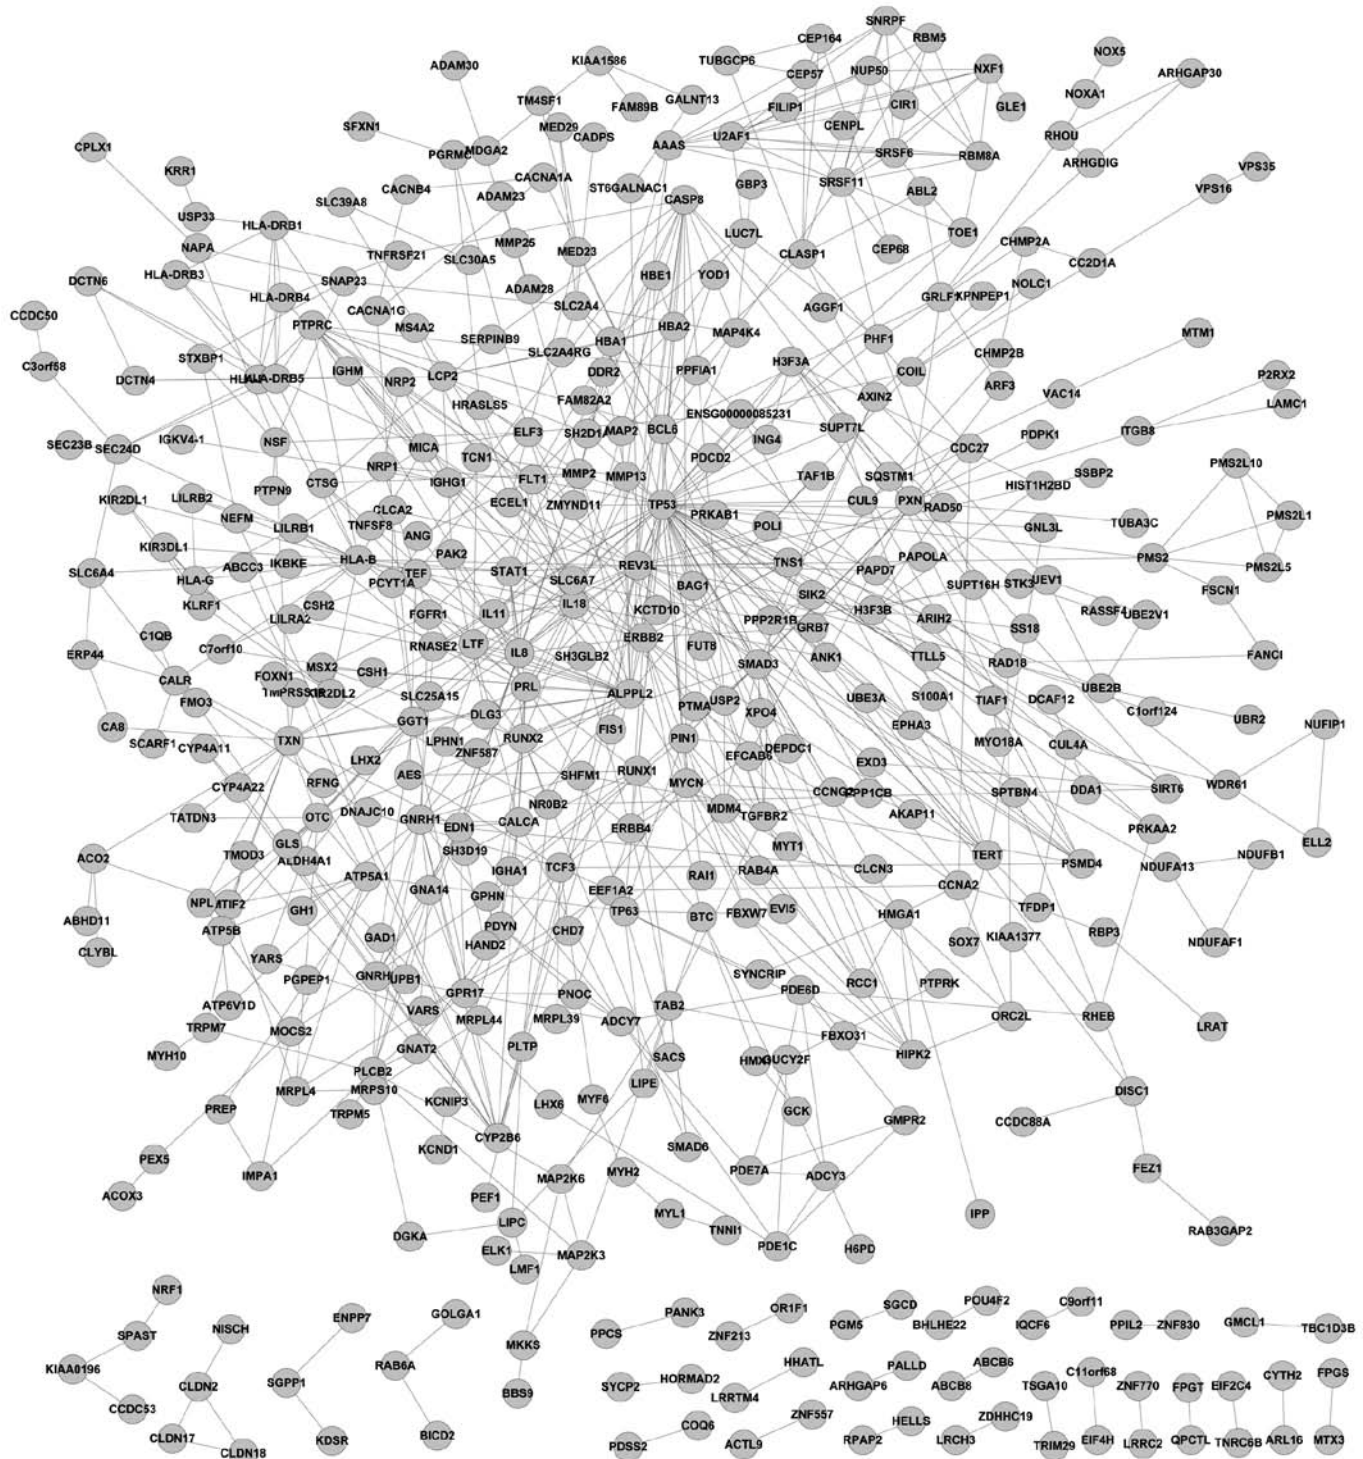 SNRPF
CEP164
RBM5
NOX5
ADAM30
KIAA1586
TUBGCP6
CEP57
NUP50
NXF1
ARHGAP30
TM4SF1
FAM89B
GALNT13
FILIP1
CIR1
GLE1
NOXA1
SFXN1
MED29
CADPS
CENPL
U2AF1
RHOU
CPLX1
MDGA2
AAAS
SRSF6
RBM8A
ARHGDIG
VPS35
KRR1
CACNB4
CACNA1A
ST6GALNAC1
GBP3
SRSF11
ABL2
VPS16
SLC39A8
ADAM23
CASP8
USP33
HLA-DRB1
LUC7L
TOE1
CHMP2A
NAPA
TNFRSF21
SLC30A5
MMP25
MED23
CLASP1
CEP68
CC2D1A
HLA-DRB3
SNAP23
HBE1
YOD1
NOLC1
DCTN6
HLA-DRB4
ADAM28
SLC2A4
AGGF1
CCDC50
PTPRC
CACNA1G
MS4A2
SERPINB9
HBA1
HBA2
MAP4K4
PHF1
MTM1
C3orf58
STXBP1
SLC2A4RG
CHMP2B
DCTN4
HLA-DRB5
IGHM
NRP2
LCP2
DDR2
PPFIA1
H3F3A
COIL
ARF3
VAC14
P2RX2
HRASLS5
FAM82A2
ENSG00000085231
AXIN2
LAMC1
SEC23B
SEC24D
IGKV4-1
NSF
MICA
ELF3
MAP2
BCL6
ING4
SUPT7L
CDC27
PDPK1
ITGB8
NRP1
TCN1
MMP2
MMP13
PDCD2
SQSTM1
SSBP2
PMS2L10
KIR2DL1
LILRB2
PTPN9
CTSG
IGHG1
FLT1
TAF1B
HIST1H2BD
NEFM
CLCA2
ECEL1
ZMYND11
TP53
PRKAB1
CUL9
PXN
RAD50
TUBA3C
PMS2L1
LILRB1
TNFSF8
POLI
GNL3L
KIR3DL1
ANG
PAK2
REV3L
TNS1
PAPOLA
PMS2
SLC6A4
HLA-G
ABCC3
IKBKE
HLA-B
PCYT1A
TEF
STAT1
SLC6A7
BAG1
PAPD7
SUPT16H
STK3
UEV1
PMS2L5
KLRF1
CSH2
FGFR1
IL11
IL18
KCTD10
SIK2
H3F3B
RASSF4
FSCN1
LILRA2
PPP2R1B
ARIH2
UBE2V1
C1QB
C7orf10
RNASE2
LTF
IL8
ERBB2
GRB7
SS18
ERP44
MSX2
SH3GLB2
FUT8
SMAD3
ANK1
TTLL5
RAD18
FANCI
CALR
FOXN1
CSH1
FMO3
SLC25A15
PRL
ALPPL2
UBE3A
S100A1
UBE2B
DCAF12
TIAF1
C1orf124
CA8
SCARF1
TXN
GGT1
DLG3
PTMA
USP2
XPO4
EPHA3
UBR2
NUFIP1
CYP4A11
LPHN1
ZNF587
RUNX2
FIS1
PIN1
DEPDC1
MYO18A
CUL4A
LHX2
EFCAB6
EXD3
CYP4A22
RFNG
AES
SHFM1
RUNX1
MYCN
SPTBN4
DDA1
SIRT6
WDR61
TATDN3
OTC
DNAJC10
GNRH1
NR0B2
MDM4
TGFBR2
AKAP11
PRKAA2
EDN1
CALCA
ERBB4
GLS
MYT1
ELL2
ACO2
TMOD3
ALDH4A1
SH3D19
TERT
PSMD4
NDUFA13
NDUFB1
ATP5A1
GNA14
IGHA1
TCF3
EEF1A2
RAI1
RAB4A
CLCN3
CCNA2
NPL
MTIF2
GH1
GPHN
TP63
BTC
FBXW7
EVI5
HMGA1
TFDP1
ABHD11
ATP5B
PDYN
RBP3
CLYBL
GAD1
HAND2
CHD7
SOX7
KIAA1377
NDUFAF1
YARS
PGPEP1
UPB1
SYNCRIP
RCC1
PTPRK
ATP6V1D
GPR17
PNOC
PDE6D
TRPM7
MOCS2
VARS
MRPL44
MRPL39
ADCY7
TAB2
ORC2L
RHEB
LRAT
MYH10
GNAT2
PLTP
FBXO31
HIPK2
PLCB2
SACS
GUCY2F
PREP
MRPL4
MRPS10
KCNIP3
LIPE
DISC1
TRPM5
LHX6
MYF6
GCK
GMPR2
CCDC88A
KCND1
CYP2B6
SMAD6
PEX5
IMPA1
MAP2K6
MYH2
PDE7A
ADCY3
FEZ1
ACOX3
PEF1
LIPC
MYL1
IPP
DGKA
TNNI1
RAB3GAP2
ELK1
MAP2K3
PDE1C
H6PD
LMF1
NRF1
ENPP7
GOLGA1
SGCD
POU4F2
C9orf11
SPAST
NISCH
PANK3
OR1F1
GMCL1
PPCS
ZNF213
PGM5
BHLHE22
IQCF6
PPIL2
ZNF830
TBC1D3B
MKKS
KIAA0196
RAB6A
HHATL
PALLD
ABCB6
CLDN2
SGPP1
HORMAD2
C11orf68
CYTH2
FPGS
SYCP2
LRRTM4
ARHGAP6
ABCB8
TSGA10
ZNF770
FPGT
EIF2C4
BBS9
CCDC53
ZNF557
HELLS
ZDHHC19
COQ6
CLDN17
KDSR
BICD2
PDSS2
ACTL9
RPAP2
LRCH3
TRIM29
EIF4H
LRRC2
QPCTL
TNRC6B
ARL16
MTX3
CLDN18